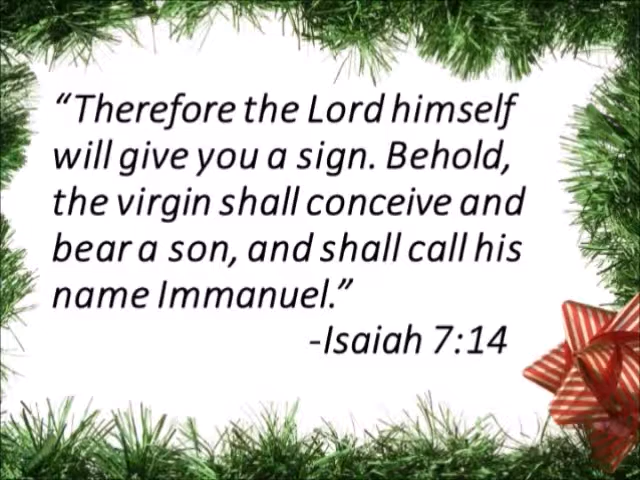 “Therefore the Lord himself
will give you a sign. Behold,
the virgin shall conceive and
bear a son, and shall call his
name Immanuel.”
-Isaiah 7:14